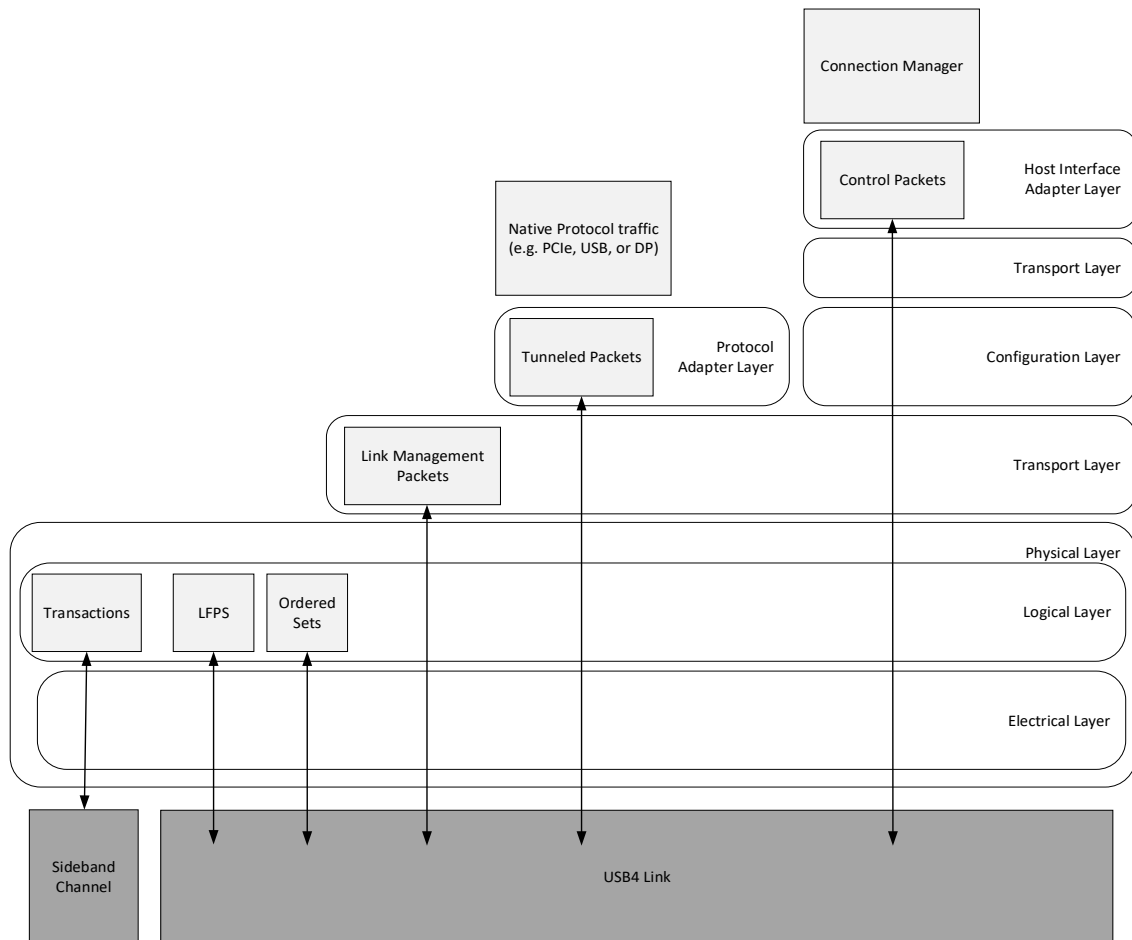 Connection Manager
Control Packets
Host Interface
Adapter Layer
Native Protocol traffic
(e.g. PCIe, USB, or DP)
Transport Layer
Tunneled Packets
Protocol
Adapter Layer
Configuration Layer
Link Management
Packets
Transport Layer
Physical Layer
Transactions
LFPS
Ordered
Sets
Logical Layer
Electrical Layer
Sideband
Channel
USB4 Link